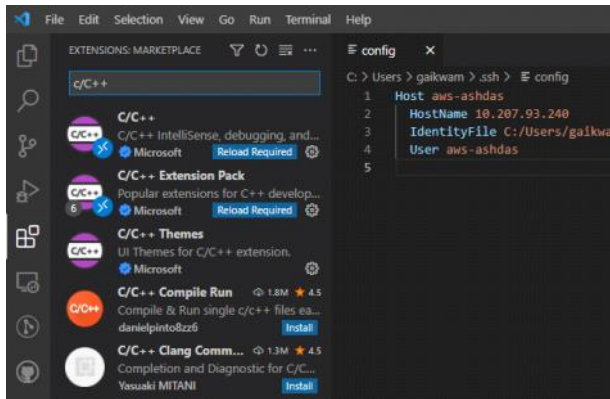 File Edit Selection View Go Run Terminal Help
EXTENSIONS: MARKETPLACE
c/C++
C/C++
C/C++ IntelliSense, debugging, and...
Microsoft Reload Required
C/C++ Extension Pack
Popular extensions for C++ develop...
6 Microsoft Reload Required
C/C++ Themes
UI Themes for C/C++ extension.
Microsoft
C/C++ Compile Run 1.8M 4.5
Compile & Run single c/c++ files ea...
danielpinto8zz6 Install
C/C++ Clang Comm... 1.3M 4.5
Completion and Diagnostic for C/C...
Yasuaki MITANI Install
C/C++
C/C++
C/C++
C/C++
config
C: > Users > gaikwam > .ssh > config
1 Host aws-ashdas
2 HostName 10.207.93.240
3 IdentityFile C:/Users/gaikwa
4 User aws-ashdas
5